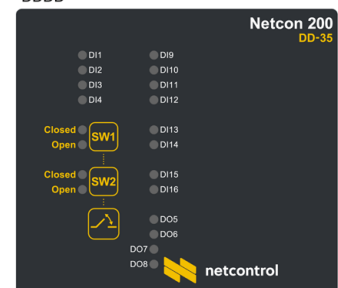 Netcon 200
DD-35
DI1
DI2
DI3
DI4
DI9
DI10
DI11
DI12
Closed
Open
SW1
DI13
DI14
Closed
Open
SW2
DI15
DI16
DO5
DO6
DO7
DO8
netcontrol